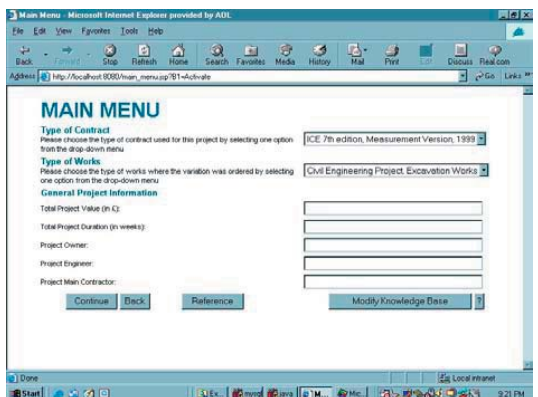 Main Menu - Microsoft Internet Explorer provided by AOL
File Edit View Favorites Tools Help
Back Forward Stop Refresh Home Search Favorites Media History Mail Print Edit Discuss Real.com
Address http://localhost:8080/main_menu.jsp?B1=Activate Go Links »
MAIN MENU
Type of Contract
Please choose the type of contract used for this project by selecting one option
from the drop-down menu
ICE 7th edition, Measurement Version, 1999
Type of Works
Please choose the type of works where the variation was ordered by selecting
one option from the drop-down menu
Civil Engineering Project, Excavation Works
General Project Information
Total Project Value (in £):
Total Project Duration (in weeks):
Project Owner:
Project Engineer:
Project Main Contractor:
Continue Back Reference Modify Knowledge Base ?
Done Local intranet
Start Ex... mysql java M... Mic... 9:21 PM